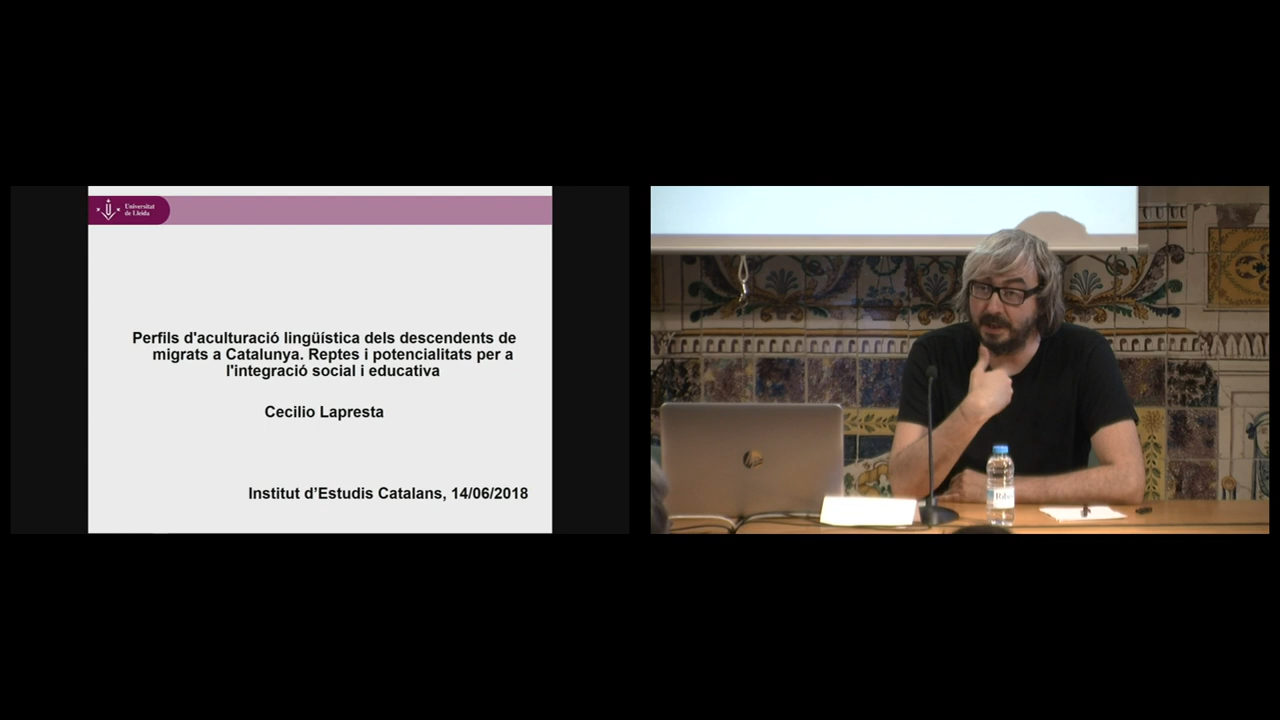 Universitat
de Lleida
Perfils d'aculturació lingüística dels descendents de
migrats a Catalunya. Reptes i potencialitats per a
l'integració social i educativa
Cecilio Lapresta
Institut d'Estudis Catalans, 14/06/2018
hp